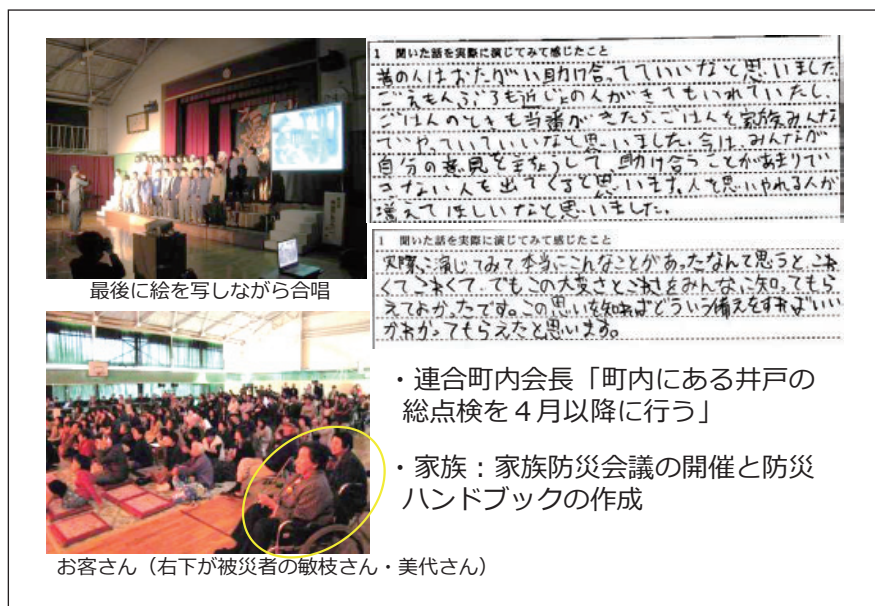 最後に絵を写しながら合唱
お客さん（右下が被災者の敏枝さん・美代さん）
1 聞いた話を実際に演じてみて感じたこと
昔の人はおたがい助け合っていていいなと思いました。
ごえもんぶろも近じょの人がきてもいれていたし、
ごはんのときも当番がきたら、ごはんを家族みんな
でやっていていいなと思いました。今は、みんなが
自分の意見を主ちょうして、助け合うことがあまりでい
きない人も出てくると思います。人を思いやれる人が
増えてほしいなと思いました。
1 聞いた話を実際に演じてみて感じたこと
実際に演じてみて本当にこんなことがあったなんて思うと、こわ
くてこわくて、でもこの大変さとこわさをみんなに知ってもら
えてよかったです。この思いを知ればどういう備えをすればいい
かわかってもらえたと思います。
・連合町内会長「町内にある井戸の
総点検を４月以降に行う」
・家族：家族防災会議の開催と防災
ハンドブックの作成